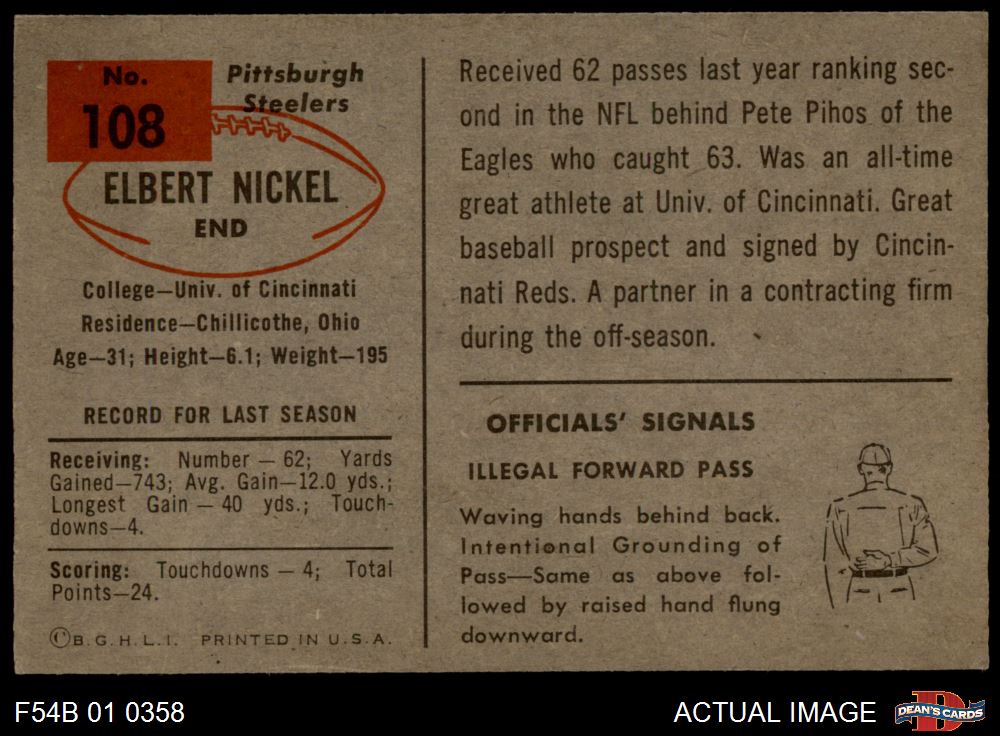 No.
108
Pittsburgh
Steelers
ELBERT NICKEL
END
College—Univ. of Cincinnati
Residence—Chillicothe, Ohio
Age—31; Height—6.1; Weight—195
RECORD FOR LAST SEASON
Receiving: Number — 62; Yards
Gained—743; Avg. Gain—12.0 yds.;
Longest Gain — 40 yds.; Touch-
downs—4.
Scoring: Touchdowns — 4; Total
Points—24.
©B.G.H.L.I. PRINTED IN U.S.A.
Received 62 passes last year ranking sec-
ond in the NFL behind Pete Pihos of the
Eagles who caught 63. Was an all-time
great athlete at Univ. of Cincinnati. Great
baseball prospect and signed by Cincin-
nati Reds. A partner in a contracting firm
during the off-season.
OFFICIALS' SIGNALS
ILLEGAL FORWARD PASS
Waving hands behind back.
Intentional Grounding of
Pass—Same as above fol-
lowed by raised hand flung
downward.
F54B 01 0358
ACTUAL IMAGE
D
DEAN'S CARDS